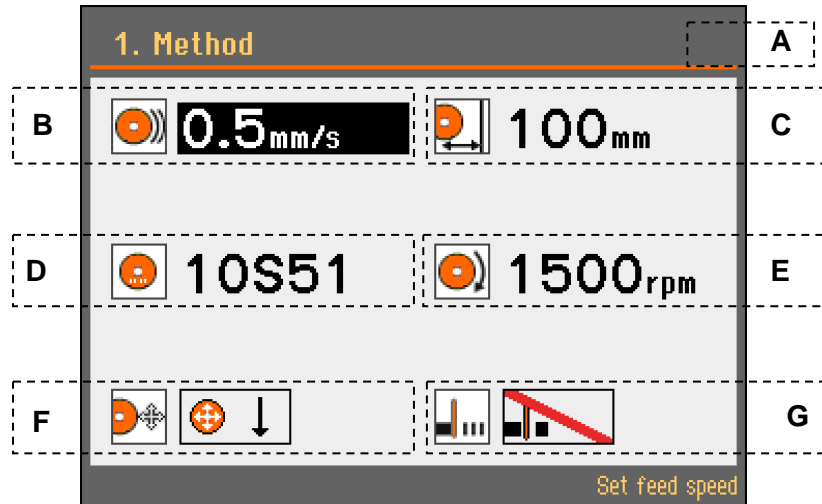 1. Method
A
B
0.5mm/s
100mm
C
D
10S51
1500rpm
E
F
G
Set feed speed